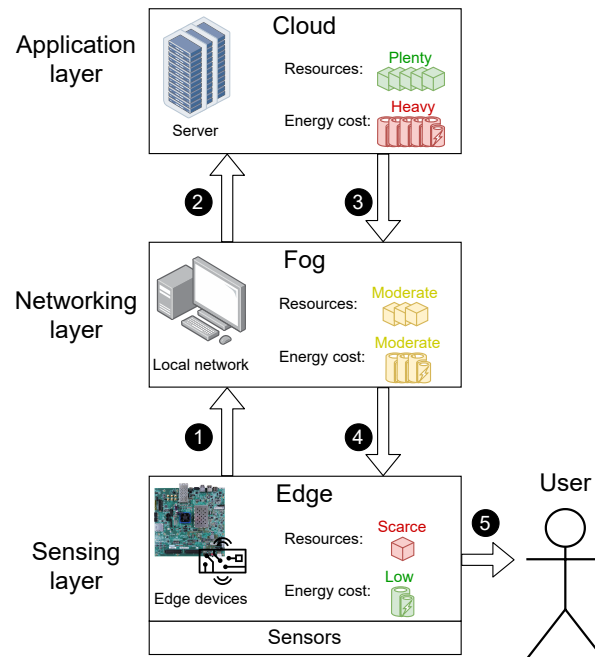 Application
layer
Cloud
Resources:
Plenty
Energy cost:
Heavy
Server
2
3
Networking
layer
Fog
Resources:
Moderate
Energy cost:
Moderate
Local network
1
4
Sensing
layer
Edge
Resources:
Scarce
Energy cost:
Low
Edge devices
Sensors
5
User